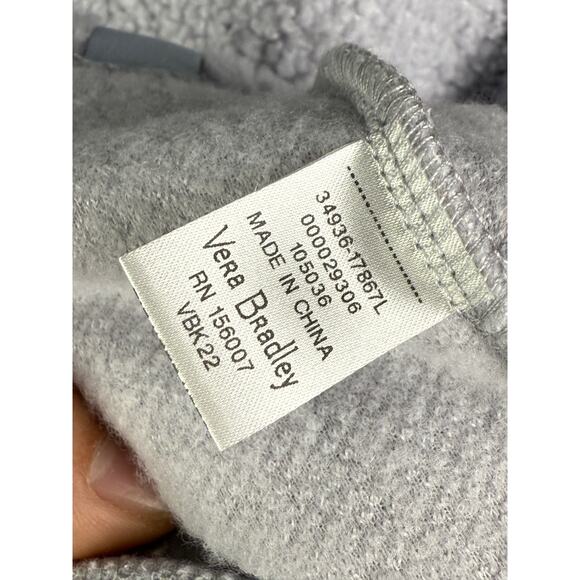 34936-17867L
000029306
105036
MADE IN CHINA
Vera Bradley
RN 156007
VBK22